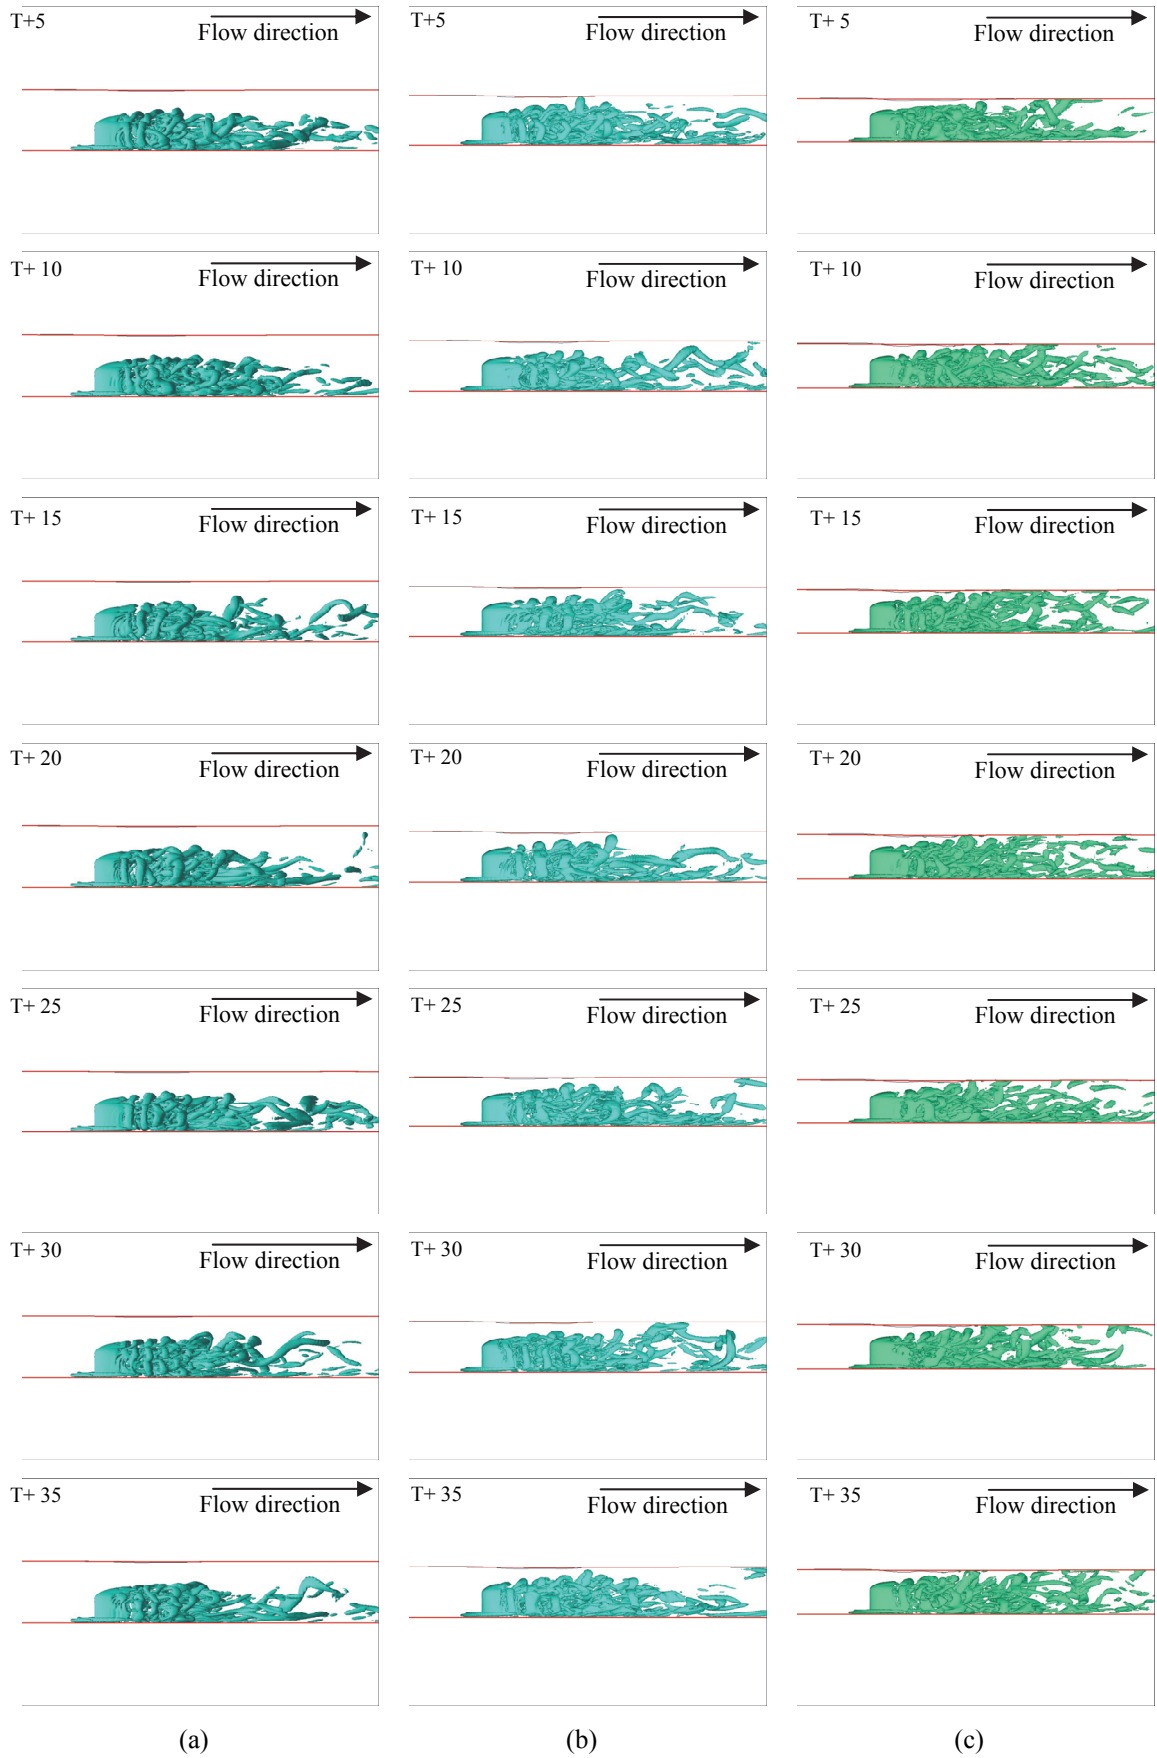 T+5 Flow direction T+5 Flow direction T+ 5 Flow direction
T+ 10 Flow direction T+ 10 Flow direction T+ 10 Flow direction
T+ 15 Flow direction T+ 15 Flow direction T+ 15 Flow direction
T+ 20 Flow direction T+ 20 Flow direction T+ 20 Flow direction
T+ 25 Flow direction T+ 25 Flow direction T+ 25 Flow direction
T+ 30 Flow direction T+ 30 Flow direction T+ 30 Flow direction
T+ 35 Flow direction T+ 35 Flow direction T+ 35 Flow direction
(a) (b) (c)